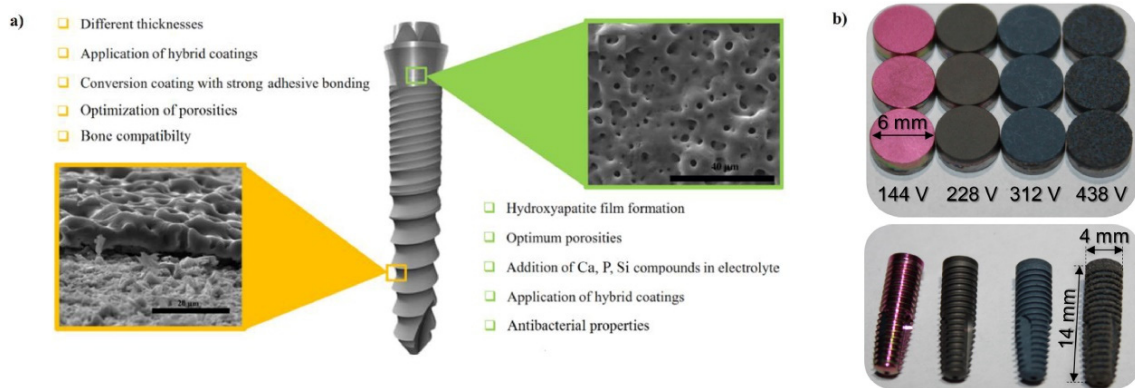 a)
Different thicknesses
Application of hybrid coatings
Conversion coating with strong adhesive bonding
Optimization of porosities
Bone compatibilty
20 µm
40 µm
Hydroxyapatite film formation
Optimum porosities
Addition of Ca, P, Si compounds in electrolyte
Application of hybrid coatings
Antibacterial properties
b)
6 mm
144 V 228 V 312 V 438 V
4 mm
14 mm